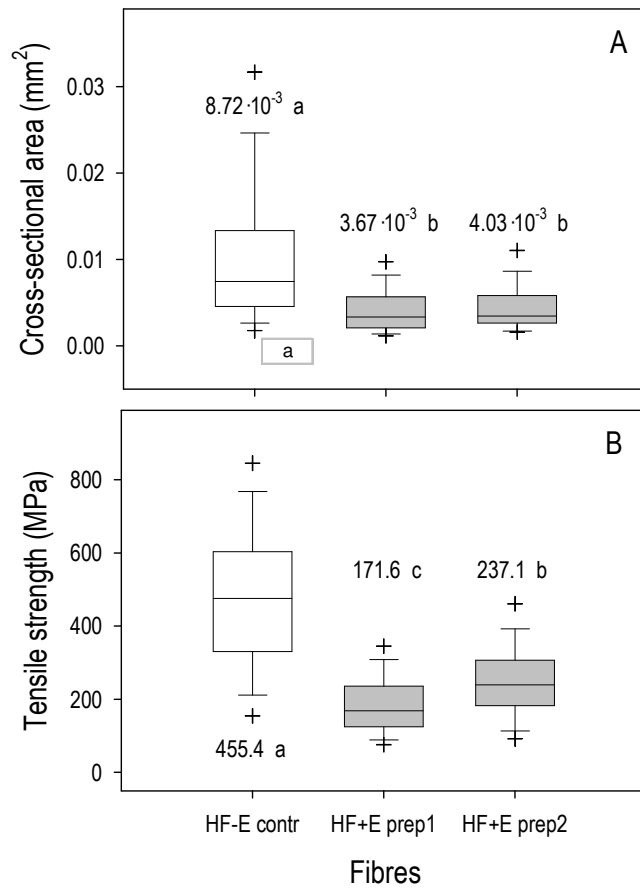 A
Cross-sectional area (mm²)
0.03
0.02
0.01
0.00
8.72·10⁻³ a
3.67·10⁻³ b
4.03·10⁻³ b
a
B
Tensile strength (MPa)
800
600
400
200
0
171.6 c
237.1 b
455.4 a
HF-E contr
HF+E prep1
HF+E prep2
Fibres